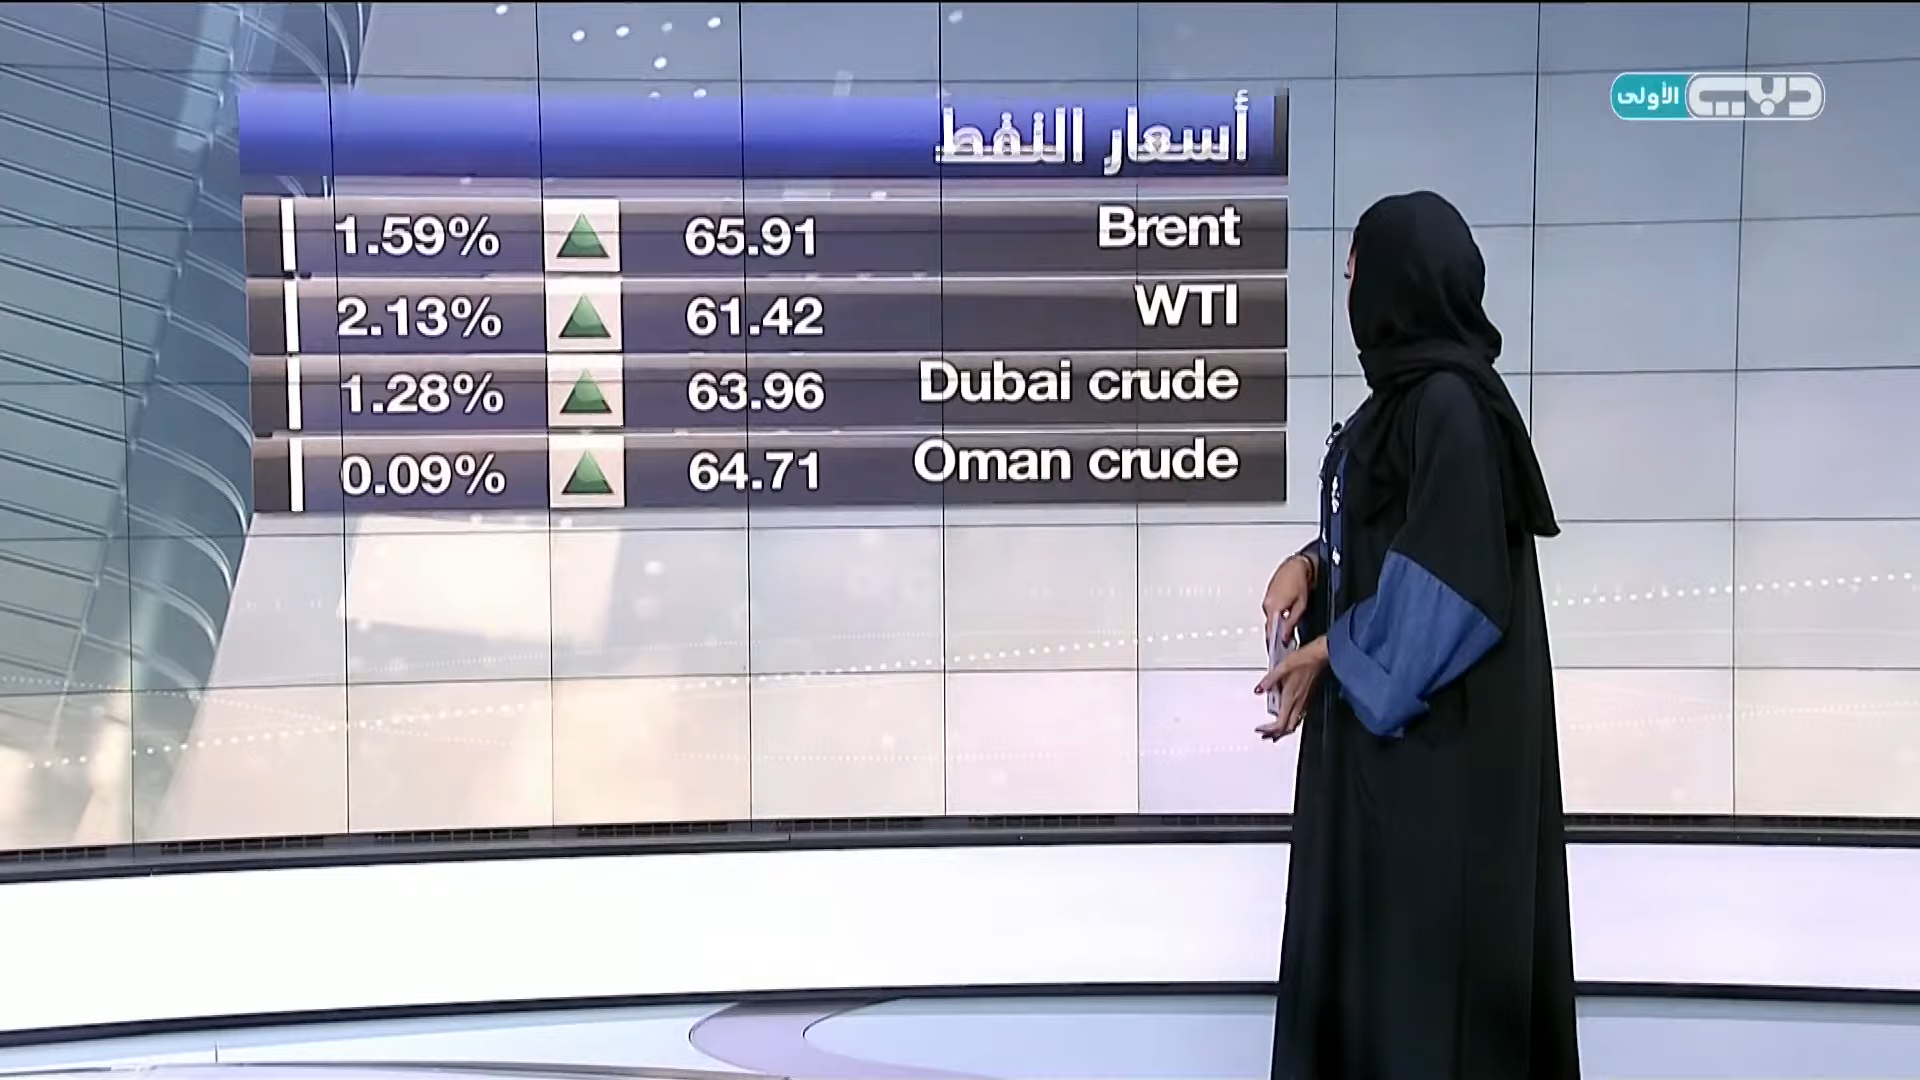 دبي الأولى
أسعار النفط
Brent 65.91 1.59%
WTI 61.42 2.13%
Dubai crude 63.96 1.28%
Oman crude 64.71 0.09%